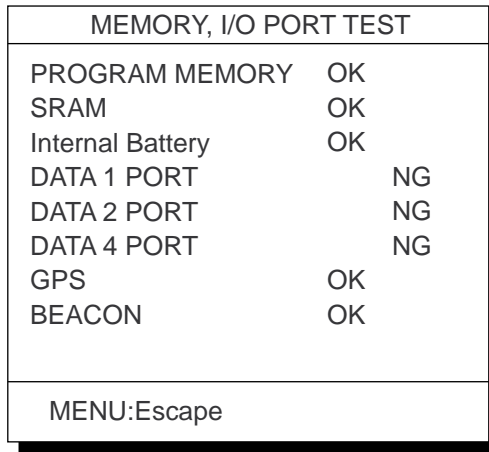 MEMORY, I/O PORT TEST
PROGRAM MEMORY OK
SRAM OK
Internal Battery OK
DATA 1 PORT NG
DATA 2 PORT NG
DATA 4 PORT NG
GPS OK
BEACON OK
MENU:Escape